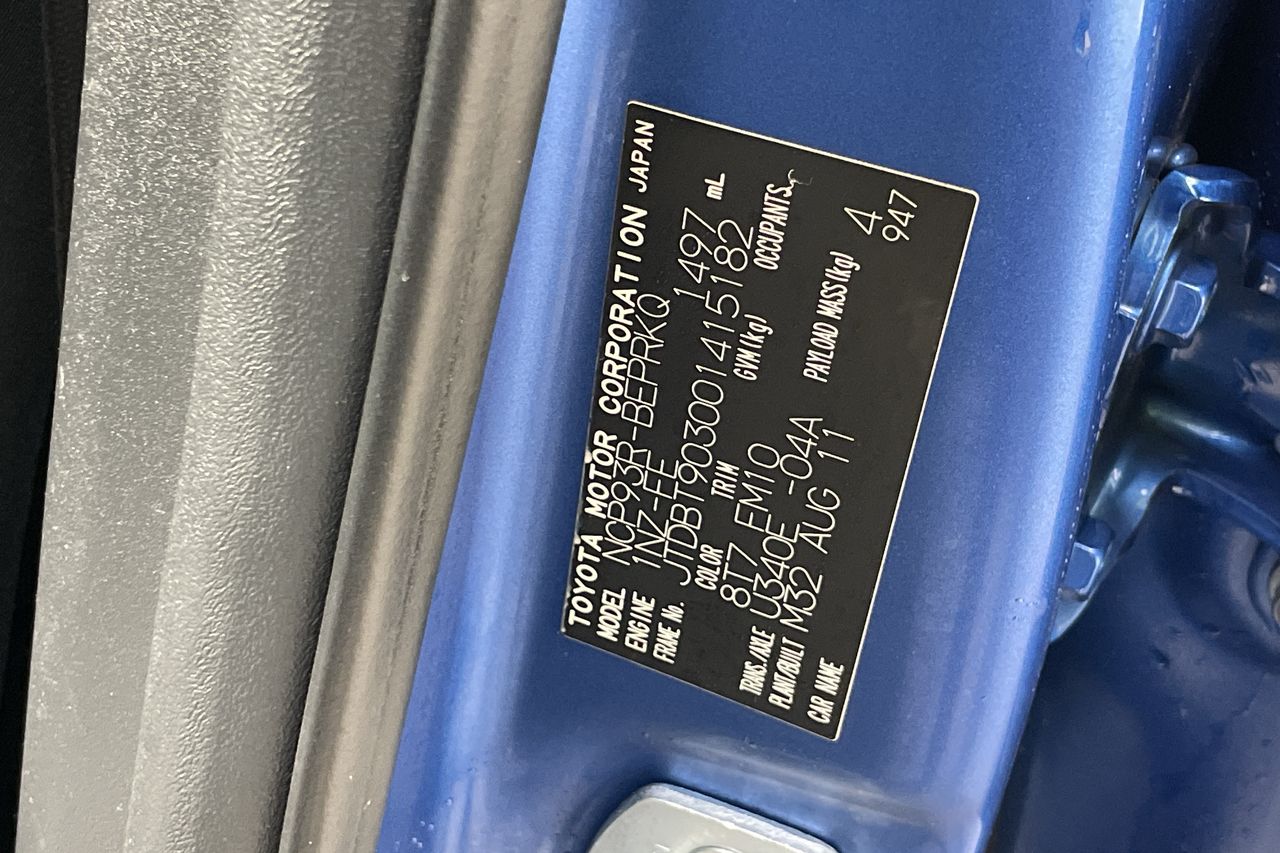 TOYOTA MOTOR CORPORATION JAPAN
MODEL NCP93R-BEPRKQ
ENGINE 1NZ-FE 1497 mL
FRAME No. JTDBT903001415182
COLOR TRIM GVM(kg) OCCUPANTS
8T7 EM10
TRANS/AXLE U340E -04A PAYLOAD MASS(kg) 4
PLANT/BUILT M32 AUG 11 947
CAR NAME